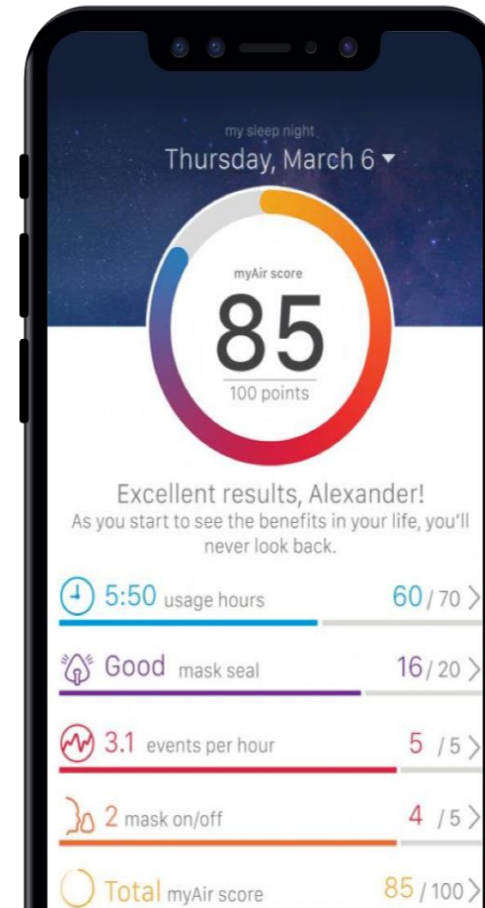 my sleep night
Thursday, March 6
myAir score
85
100 points
Excellent results, Alexander!
As you start to see the benefits in your life, you'll
never look back.
5:50 usage hours 60 / 70
Good mask seal 16 / 20
3.1 events per hour 5 / 5
2 mask on/off 4 / 5
Total myAir score 85 / 100